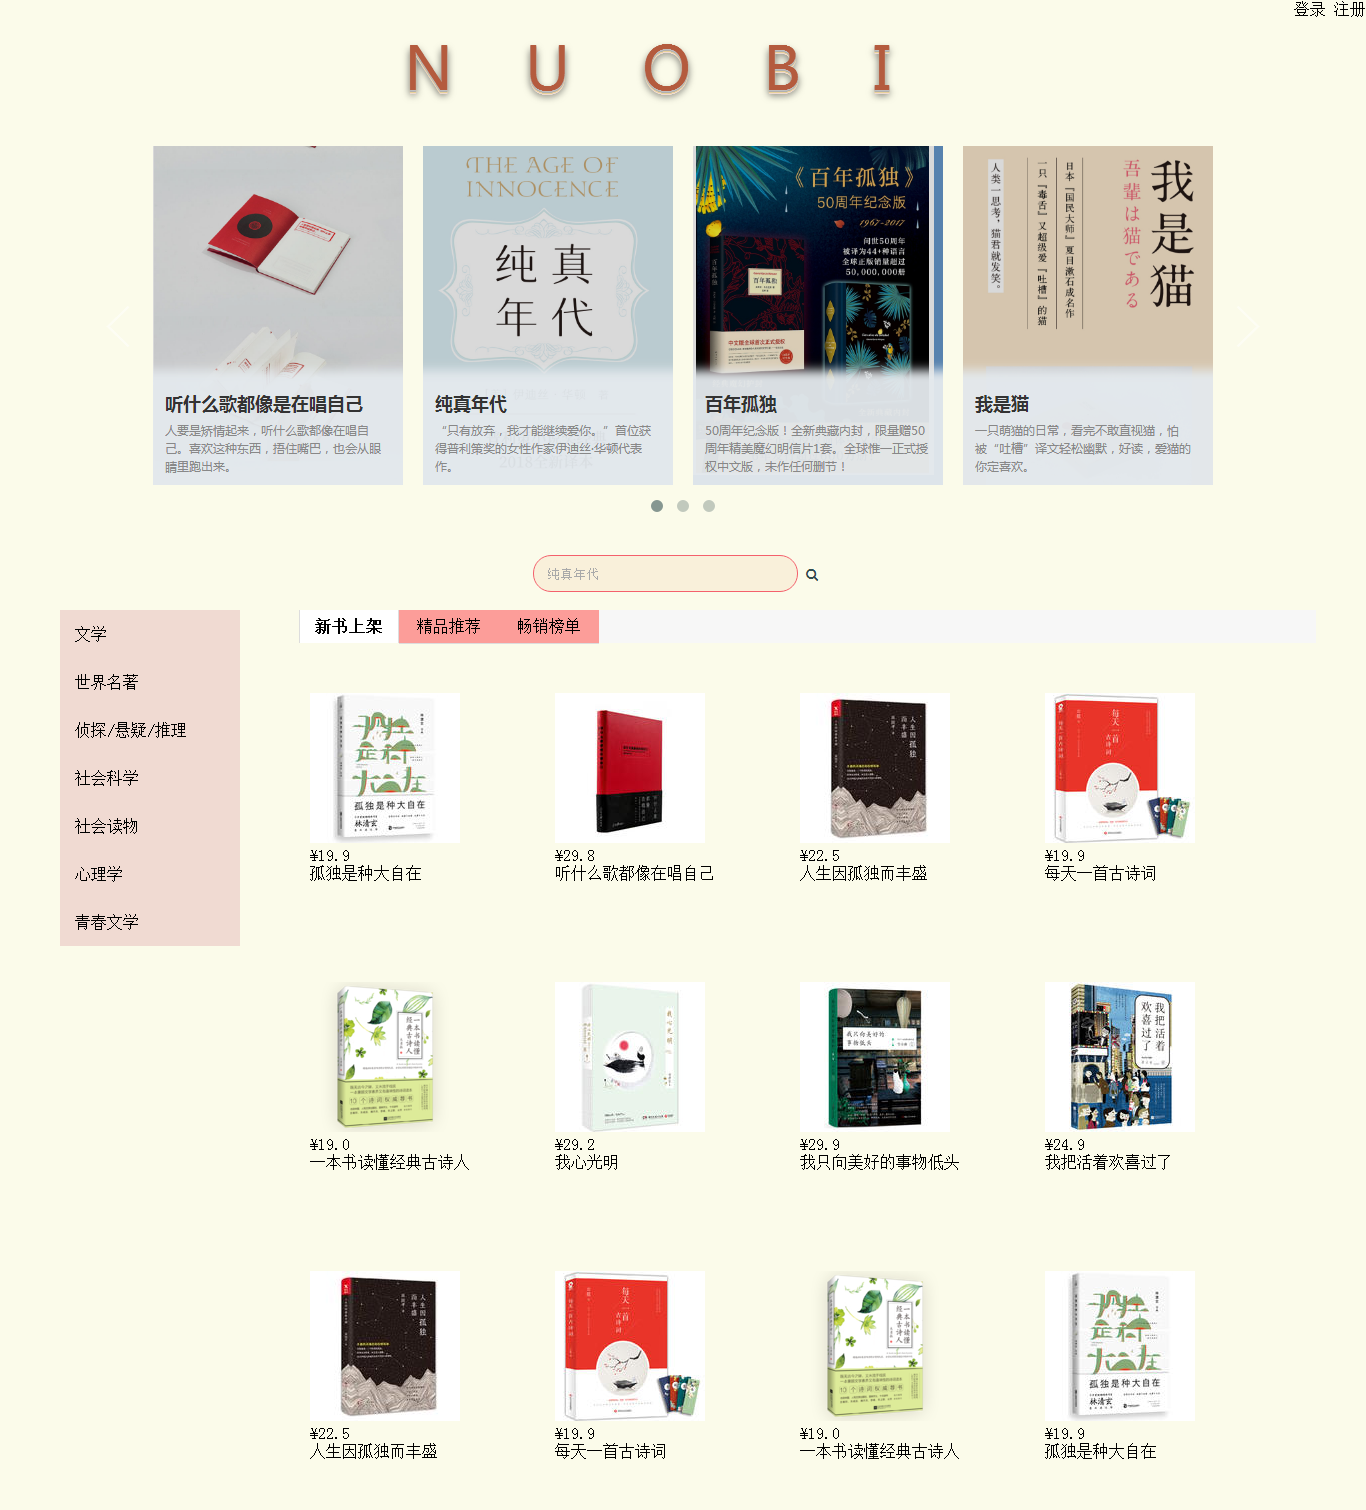 登录 注册
NUOBI
THE AGE OF
INNOCENCE
纯真
年代
《百年孤独》
50周年纪念版
1967-2017
问世50周年
被译为44+种语言
全球正版销量超过
50,000,000册
百年孤独
我是猫
吾輩は猫である
日本『国民大师』夏目漱石成名作
一只『毒舌』又超级爱『吐槽』的猫
人类一思考,猫君就发笑。
听什么歌都像是在唱自己
人要是矫情起来，听什么歌都像在唱自
己。喜欢这种东西，捂住嘴巴，也会从眼
睛里跑出来。
纯真年代
“只有放弃，我才能继续爱你。”首位获
得普利策奖的女性作家伊迪丝·华顿代表
作。
百年孤独
50周年纪念版！全新典藏内封，限量赠50
周年精美魔幻明信片1套。全球惟一正式授
权中文版，未作任何删节！
我是猫
一只萌猫的日常，看完不敢直视猫，怕
被“吐槽”译文轻松幽默，好读，爱猫的
你定喜欢。
纯真年代
文学
世界名著
侦探/悬疑/推理
社会科学
社会读物
心理学
青春文学
新书上架 精品推荐 畅销榜单
孤独是种大自在
林清玄
人生因孤独
而丰盛
每天一首
古诗词
¥19.9
孤独是种大自在
¥29.8
听什么歌都像在唱自己
¥22.5
人生因孤独而丰盛
¥19.9
每天一首古诗词
一本书读懂
经典古诗人
我心光明
我只向美好的
事物低头
我把活着
欢喜过了
¥19.0
一本书读懂经典古诗人
¥29.2
我心光明
¥29.9
我只向美好的事物低头
¥24.9
我把活着欢喜过了
人生因孤独
而丰盛
每天一首
古诗词
一本书读懂
经典古诗人
孤独是种大自在
林清玄
¥22.5
人生因孤独而丰盛
¥19.9
每天一首古诗词
¥19.0
一本书读懂经典古诗人
¥19.9
孤独是种大自在